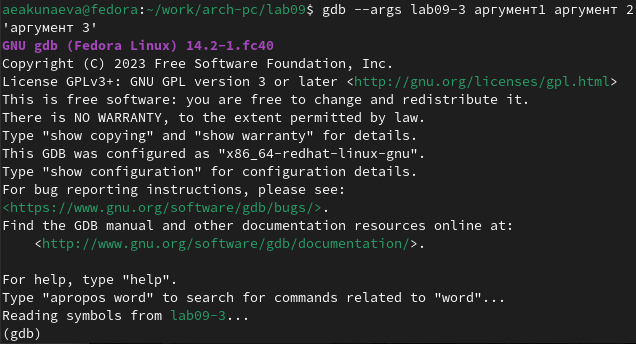 aeakunaeva@fedora:~/work/arch-pc/lab09$ gdb --args lab09-3 аргумент1 аргумент 2
'аргумент 3'
GNU gdb (Fedora Linux) 14.2-1.fc40
Copyright (C) 2023 Free Software Foundation, Inc.
License GPLv3+: GNU GPL version 3 or later <http://gnu.org/licenses/gpl.html>
This is free software: you are free to change and redistribute it.
There is NO WARRANTY, to the extent permitted by law.
Type "show copying" and "show warranty" for details.
This GDB was configured as "x86_64-redhat-linux-gnu".
Type "show configuration" for configuration details.
For bug reporting instructions, please see:
<https://www.gnu.org/software/gdb/bugs/>.
Find the GDB manual and other documentation resources online at:
    <http://www.gnu.org/software/gdb/documentation/>.

For help, type "help".
Type "apropos word" to search for commands related to "word"...
Reading symbols from lab09-3...
(gdb)